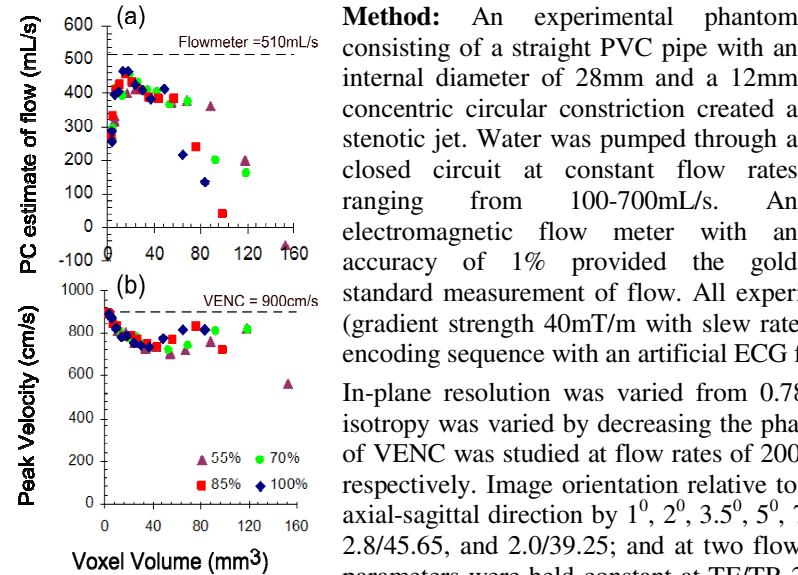 (a)
600
500
400
300
200
100
0
-100
0
40
80
120
160
Flowmeter =510mL/s
PC estimate of flow (mL/s)
(b)
1000
800
600
400
200
0
0
40
80
120
160
VENC = 900cm/s
55%
70%
85%
100%
Peak Velocity (cm/s)
Voxel Volume (mm3)
Method: An experimental phantom
consisting of a straight PVC pipe with an
internal diameter of 28mm and a 12mm
concentric circular constriction created a
stenotic jet. Water was pumped through a
closed circuit at constant flow rates
ranging from 100-700mL/s. An
electromagnetic flow meter with an
accuracy of 1% provided the gold
standard measurement of flow. All experi
(gradient strength 40mT/m with slew rate
encoding sequence with an artificial ECG f
In-plane resolution was varied from 0.78
isotropy was varied by decreasing the pha
of VENC was studied at flow rates of 200
respectively. Image orientation relative to
axial-sagittal direction by 1⁰, 2⁰, 3.5⁰, 5⁰,
2.8/45.65, and 2.0/39.25; and at two flow
parameters were held constant at TE/TR